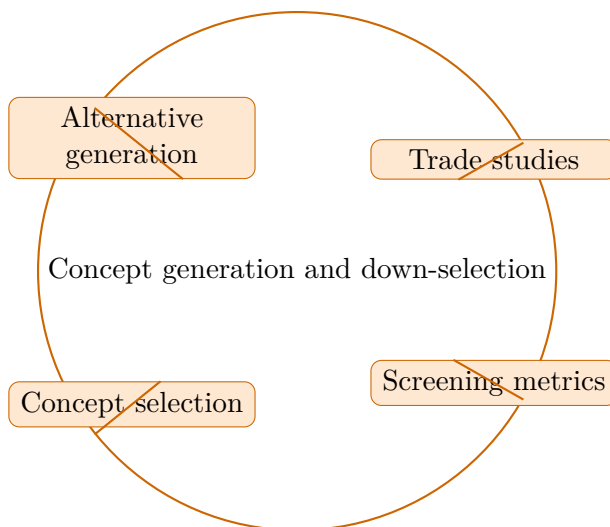 Alternative
generation
Trade studies
Concept generation and down-selection
Concept selection
Screening metrics